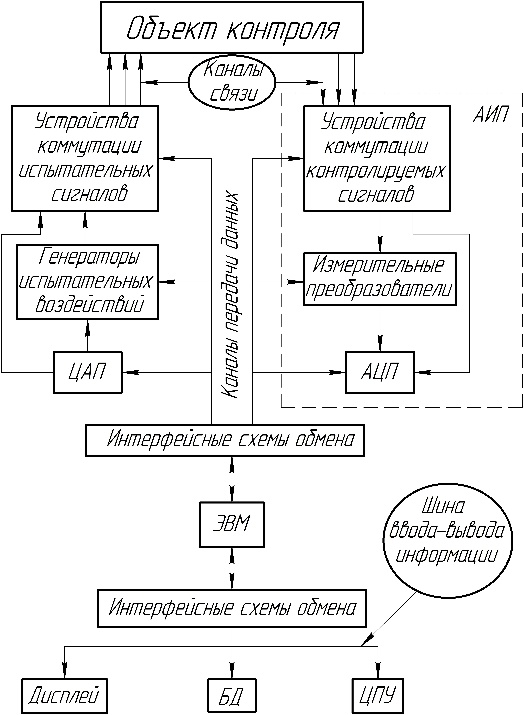 Объект контроля
Каналы
связи
АИП
Устройства
коммутации
испытательных
сигналов
Устройства
коммутации
контролируемых
сигналов
Генераторы
испытательных
воздействий
Каналы передачи данных
Измерительные
преобразователи
ЦАП
АЦП
Интерфейсные схемы обмена
ЭВМ
Шина
ввода-вывода
информации
Интерфейсные схемы обмена
Дисплей
БД
ЦПУ